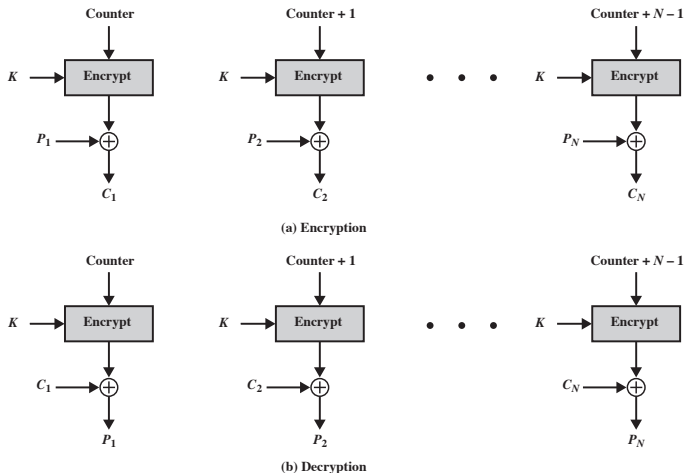 Counter Counter + 1 Counter + N – 1
K Encrypt K Encrypt • • • K Encrypt
P1 P2 PN
C1 C2 CN
(a) Encryption
Counter Counter + 1 Counter + N – 1
K Encrypt K Encrypt • • • K Encrypt
C1 C2 CN
P1 P2 PN
(b) Decryption